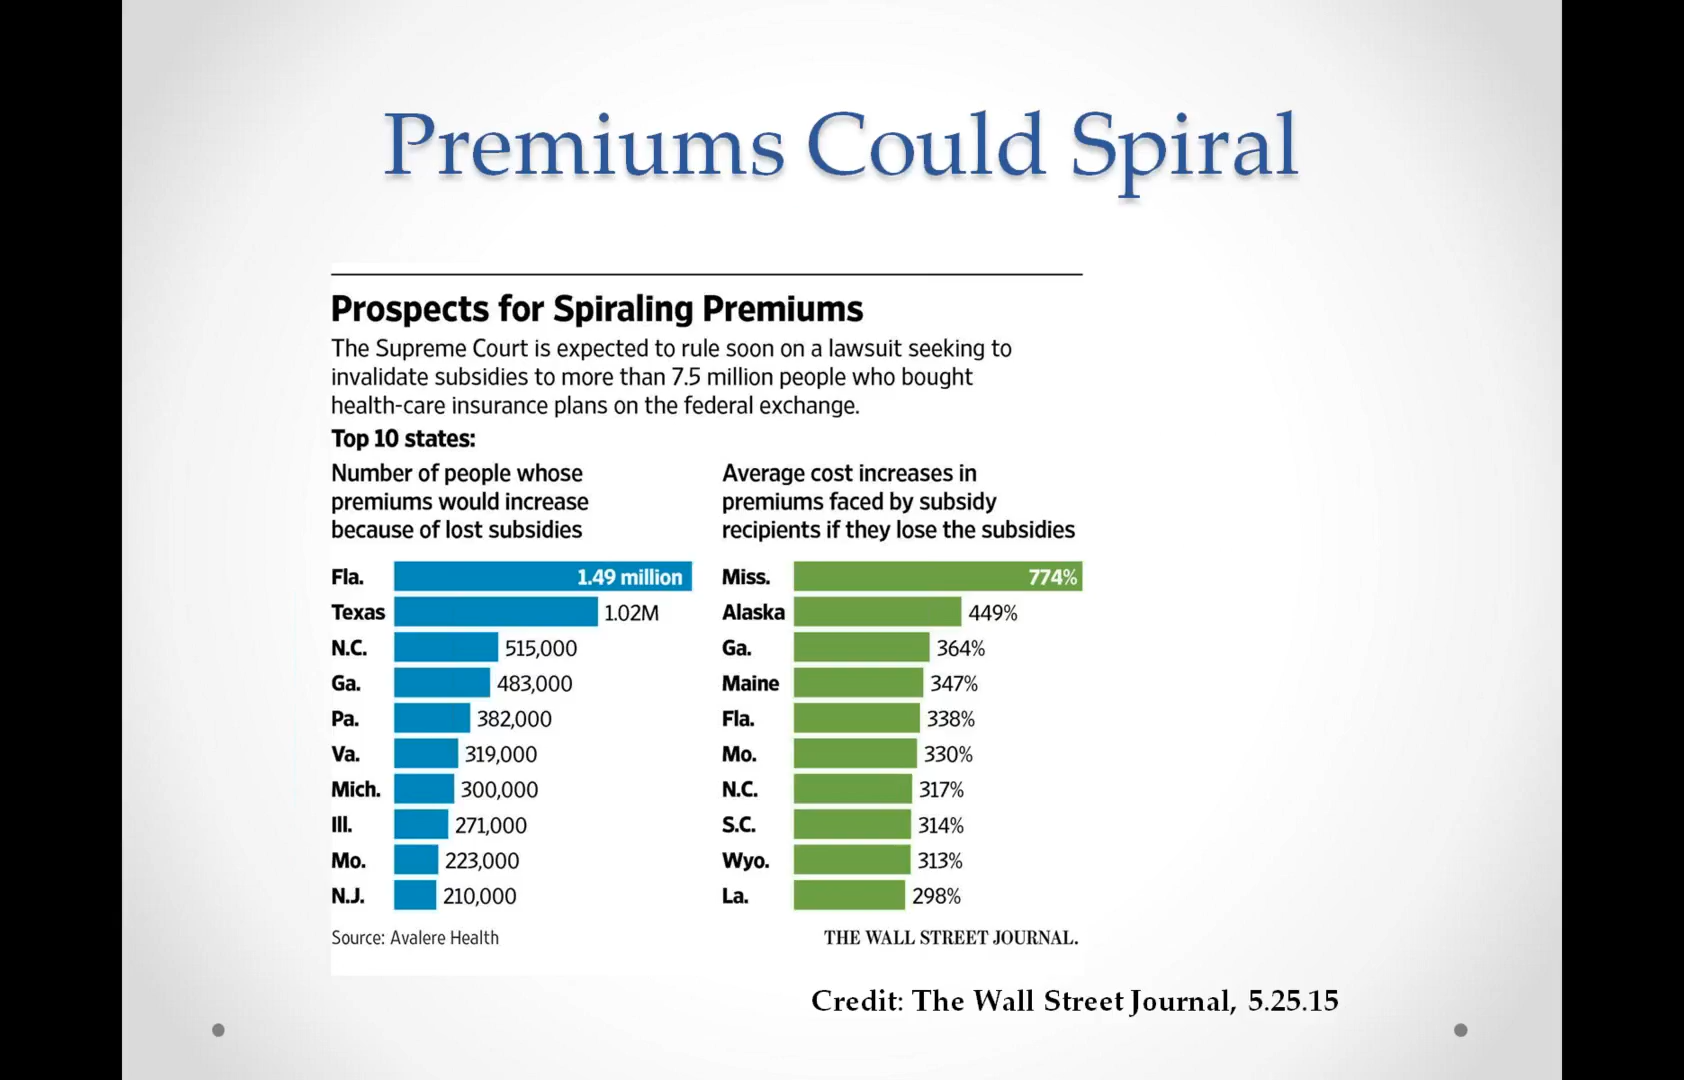 Premiums Could Spiral
Prospects for Spiraling Premiums
The Supreme Court is expected to rule soon on a lawsuit seeking to
invalidate subsidies to more than 7.5 million people who bought
health-care insurance plans on the federal exchange.
Top 10 states:
Number of people whose
premiums would increase
because of lost subsidies
Fla. 1.49 million
Texas 1.02M
N.C. 515,000
Ga. 483,000
Pa. 382,000
Va. 319,000
Mich. 300,000
Ill. 271,000
Mo. 223,000
N.J. 210,000
Average cost increases in
premiums faced by subsidy
recipients if they lose the subsidies
Miss. 774%
Alaska 449%
Ga. 364%
Maine 347%
Fla. 338%
Mo. 330%
N.C. 317%
S.C. 314%
Wyo. 313%
La. 298%
Source: Avalere Health
THE WALL STREET JOURNAL.
Credit: The Wall Street Journal, 5.25.15